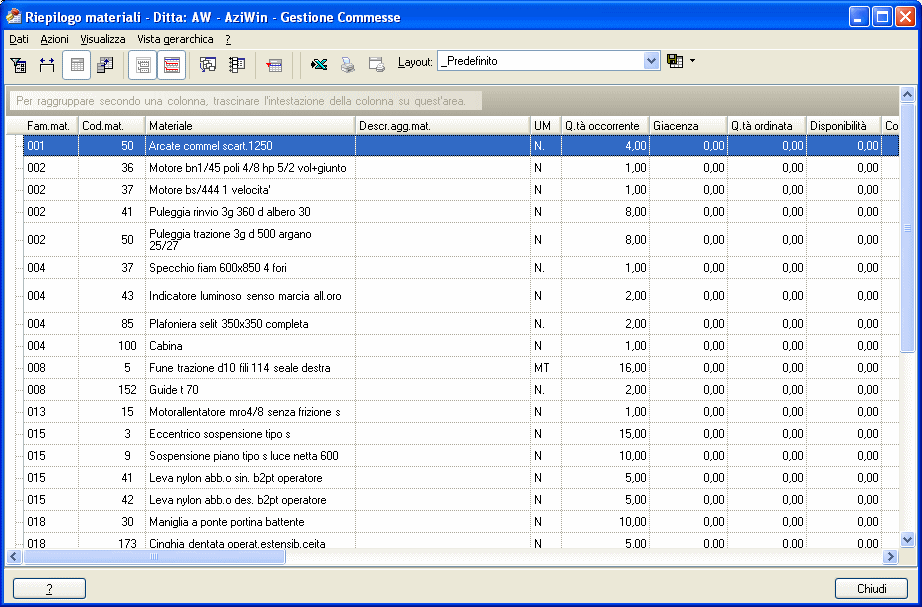 Riepilogo materiali - Ditta: AW - AziWin - Gestione Commesse
Dati Azioni Visualizza Vista gerarchica ?
Layout: _Predefinito
Per raggruppare secondo una colonna, trascinare l'intestazione della colonna su quest'area.
Fam.mat. Cod.mat. Materiale Descr.agg.mat. UM Q.tà occorrente Giacenza Q.tà ordinata Disponibilità Co
001 50 Arcate commel scart.1250 N. 4,00 0,00 0,00 0,00
002 36 Motore bn1/45 poli 4/8 hp 5/2 vol+giunto N 1,00 0,00 0,00 0,00
002 37 Motore bs/444 1 velocita' N 1,00 0,00 0,00 0,00
002 41 Puleggia rinvio 3g 360 d albero 30 N 8,00 0,00 0,00 0,00
002 50 Puleggia trazione 3g d 500 argano N 8,00 0,00 0,00 0,00
25/27
004 37 Specchio fiam 600x850 4 fori N. 1,00 0,00 0,00 0,00
004 43 Indicatore luminoso senso marcia all.oro N 2,00 0,00 0,00 0,00
004 85 Plafoniera selit 350x350 completa N. 2,00 0,00 0,00 0,00
004 100 Cabina N 1,00 0,00 0,00 0,00
008 5 Fune trazione d10 fili 114 seale destra MT 16,00 0,00 0,00 0,00
008 152 Guide t 70 N. 2,00 0,00 0,00 0,00
013 15 Motorallentatore mro4/8 senza frizione s N 1,00 0,00 0,00 0,00
015 3 Eccentrico sospensione tipo s N 15,00 0,00 0,00 0,00
015 9 Sospensione piano tipo s luce netta 600 N 10,00 0,00 0,00 0,00
015 41 Leva nylon abb.o sin. b2pt operatore N 5,00 0,00 0,00 0,00
015 42 Leva nylon abb.o des. b2pt operatore N 5,00 0,00 0,00 0,00
018 30 Maniglia a ponte portina battente N 10,00 0,00 0,00 0,00
018 173 Cinghia dentata operat.estensib.ceita N 5,00 0,00 0,00 0,00
? Chiudi